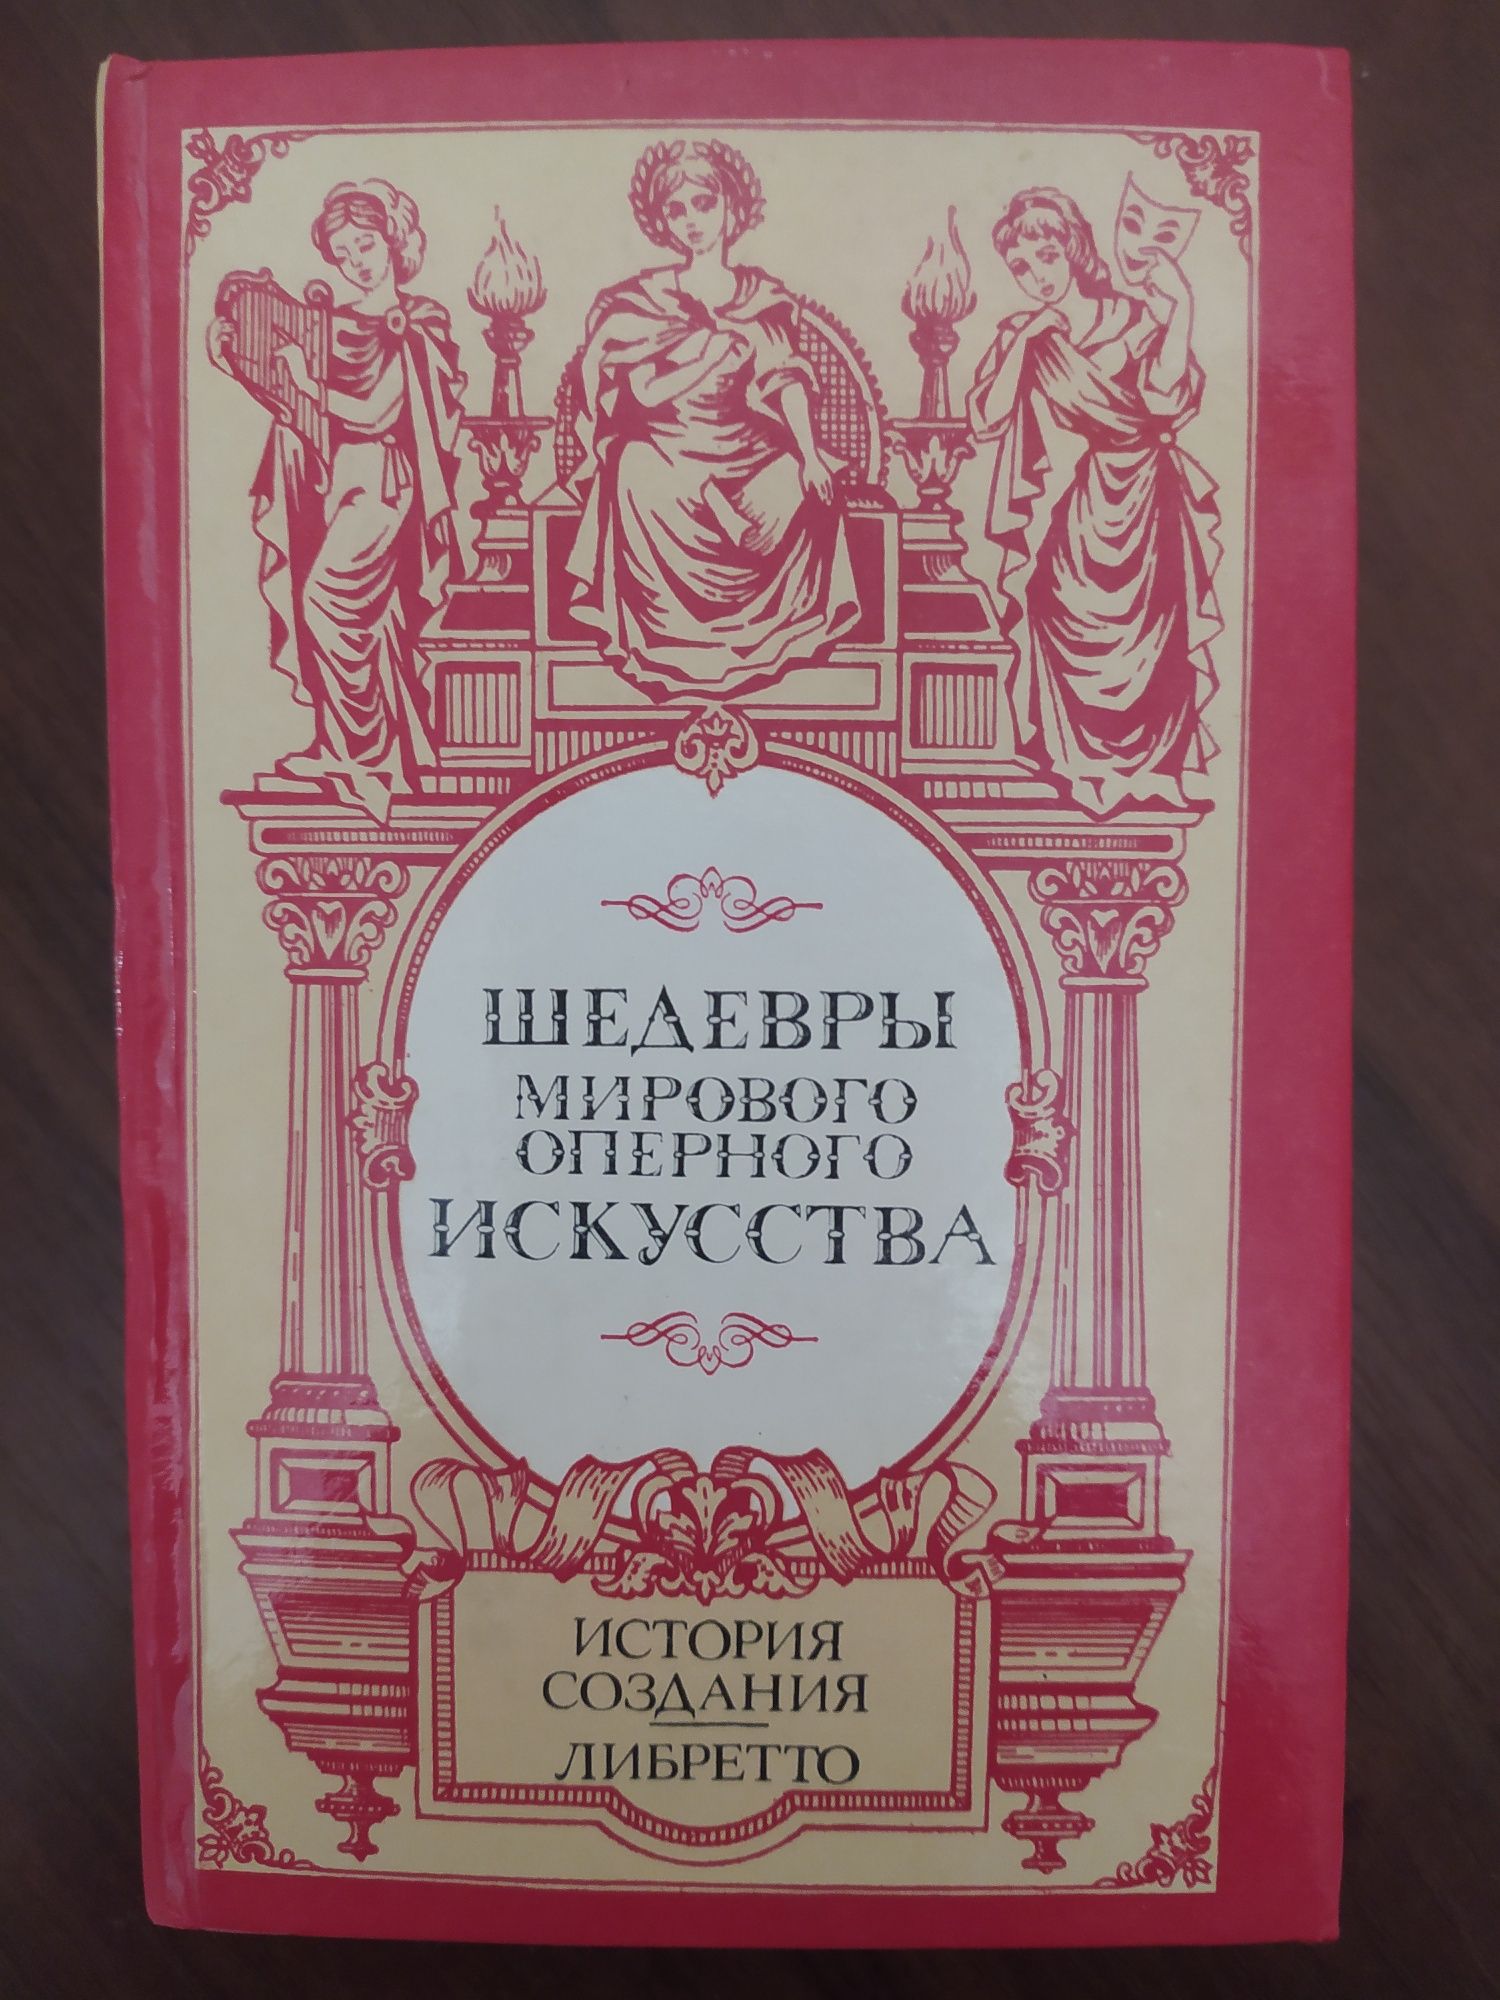 ШЕДЕВРЫ
МИРОВОГО
ОПЕРНОГО
ИСКУССТВА
ИСТОРИЯ
СОЗДАНИЯ
ЛИБРЕТТО